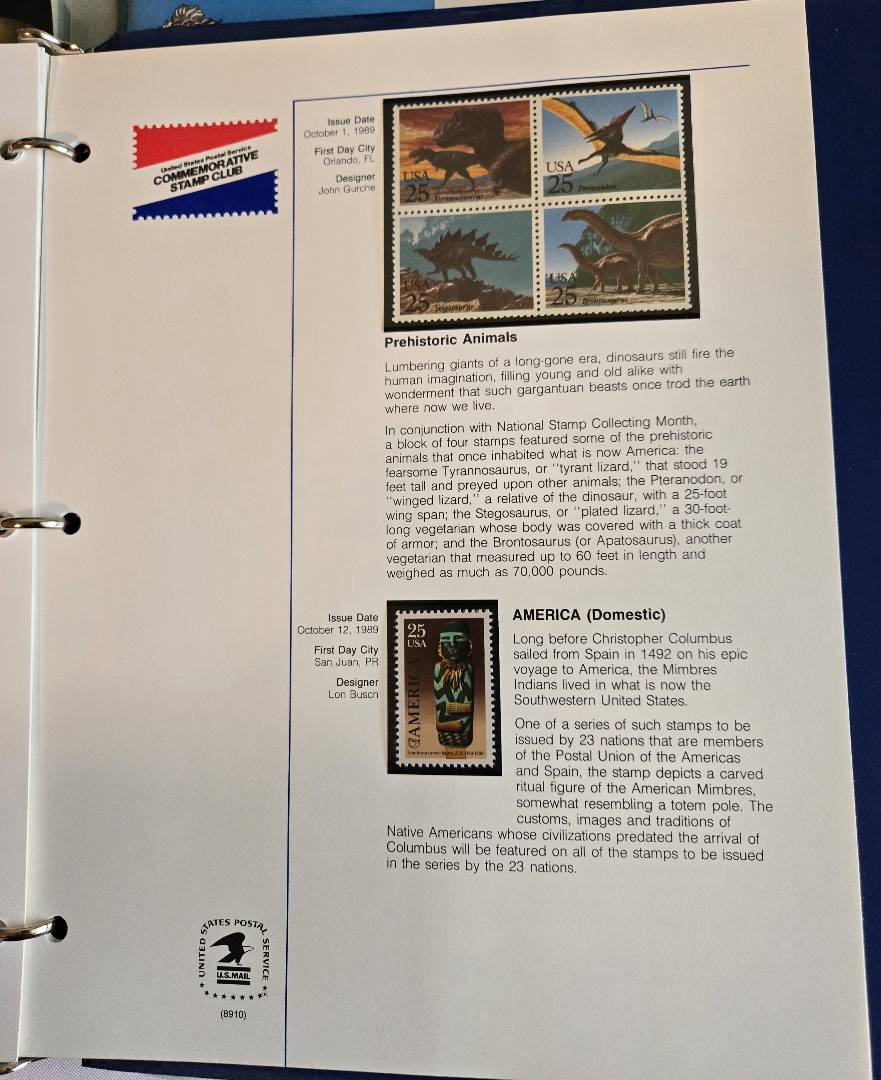 United States Postal Service
COMMEMORATIVE
STAMP CLUB
Issue Date
October 1, 1989
First Day City
Orlando, FL
Designer
John Gurche
USA
25
Tyrannosaurus
USA
25
Pteranodon
USA
25
Stegosaurus
USA
25
Brontosaurus
Prehistoric Animals
Lumbering giants of a long-gone era, dinosaurs still fire the
human imagination, filling young and old alike with
wonderment that such gargantuan beasts once trod the earth
where now we live.
In conjunction with National Stamp Collecting Month,
a block of four stamps featured some of the prehistoric
animals that once inhabited what is now America: the
fearsome Tyrannosaurus, or "tyrant lizard," that stood 19
feet tall and preyed upon other animals; the Pteranodon, or
"winged lizard," a relative of the dinosaur, with a 25-foot
wing span; the Stegosaurus, or "plated lizard," a 30-foot-
long vegetarian whose body was covered with a thick coat
of armor; and the Brontosaurus (or Apatosaurus), another
vegetarian that measured up to 60 feet in length and
weighed as much as 70,000 pounds.
Issue Date
October 12, 1989
First Day City
San Juan, PR
Designer
Lon Busch
25
USA
AMERICA
AMERICA (Domestic)
Long before Christopher Columbus
sailed from Spain in 1492 on his epic
voyage to America, the Mimbres
Indians lived in what is now the
Southwestern United States.
One of a series of such stamps to be
issued by 23 nations that are members
of the Postal Union of the Americas
and Spain, the stamp depicts a carved
ritual figure of the American Mimbres,
somewhat resembling a totem pole. The
customs, images and traditions of
Native Americans whose civilizations predated the arrival of
Columbus will be featured on all of the stamps to be issued
in the series by the 23 nations.
UNITED STATES POSTAL SERVICE
U.S. MAIL
(8910)